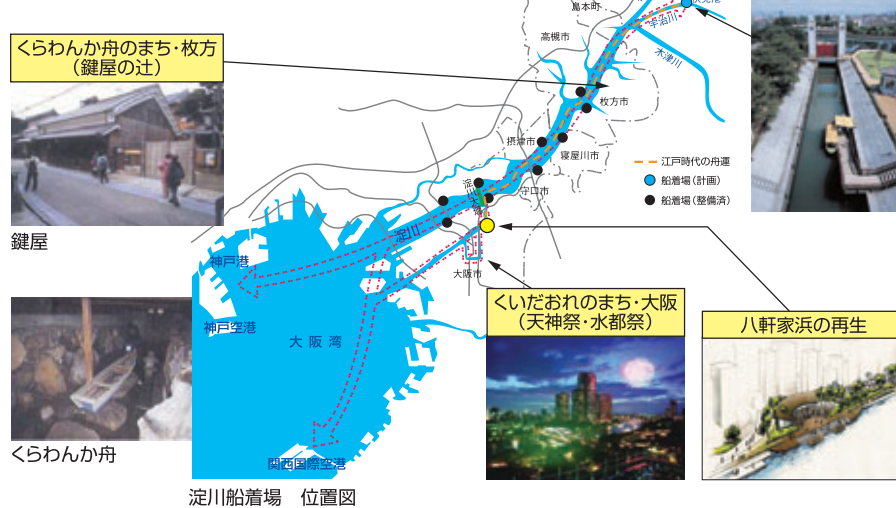 島本町
宇治川
高槻市
木津川
くらわんか舟のまち・枚方
(鍵屋の辻)
枚方市
摂津市
寝屋川市
江戸時代の舟運
船着場(計画)
船着場(整備済)
守口市
淀川
鍵屋
神戸港
大阪市
神戸空港
大阪湾
くいだおれのまち・大阪
(天神祭・水都祭)
八軒家浜の再生
くらわんか舟
関西国際空港
淀川船着場 位置図